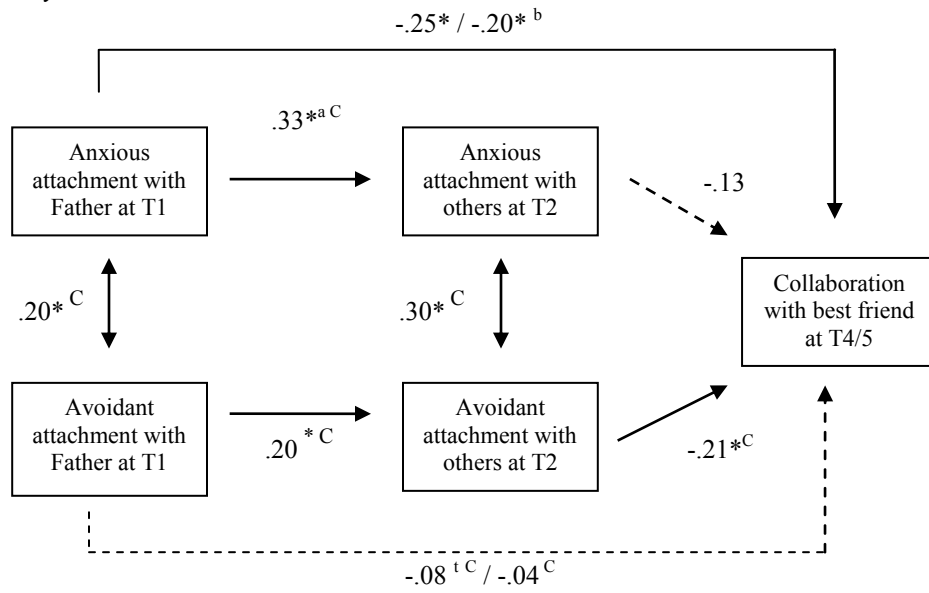 -.25* / -.20* b
.33*a C
Anxious
attachment with
Father at T1
Anxious
attachment with
others at T2
-.13
Collaboration
with best friend
at T4/5
.20* C
.30* C
Avoidant
attachment with
Father at T1
.20 * C
Avoidant
attachment with
others at T2
-.21*C
-.08 t C / -.04 C